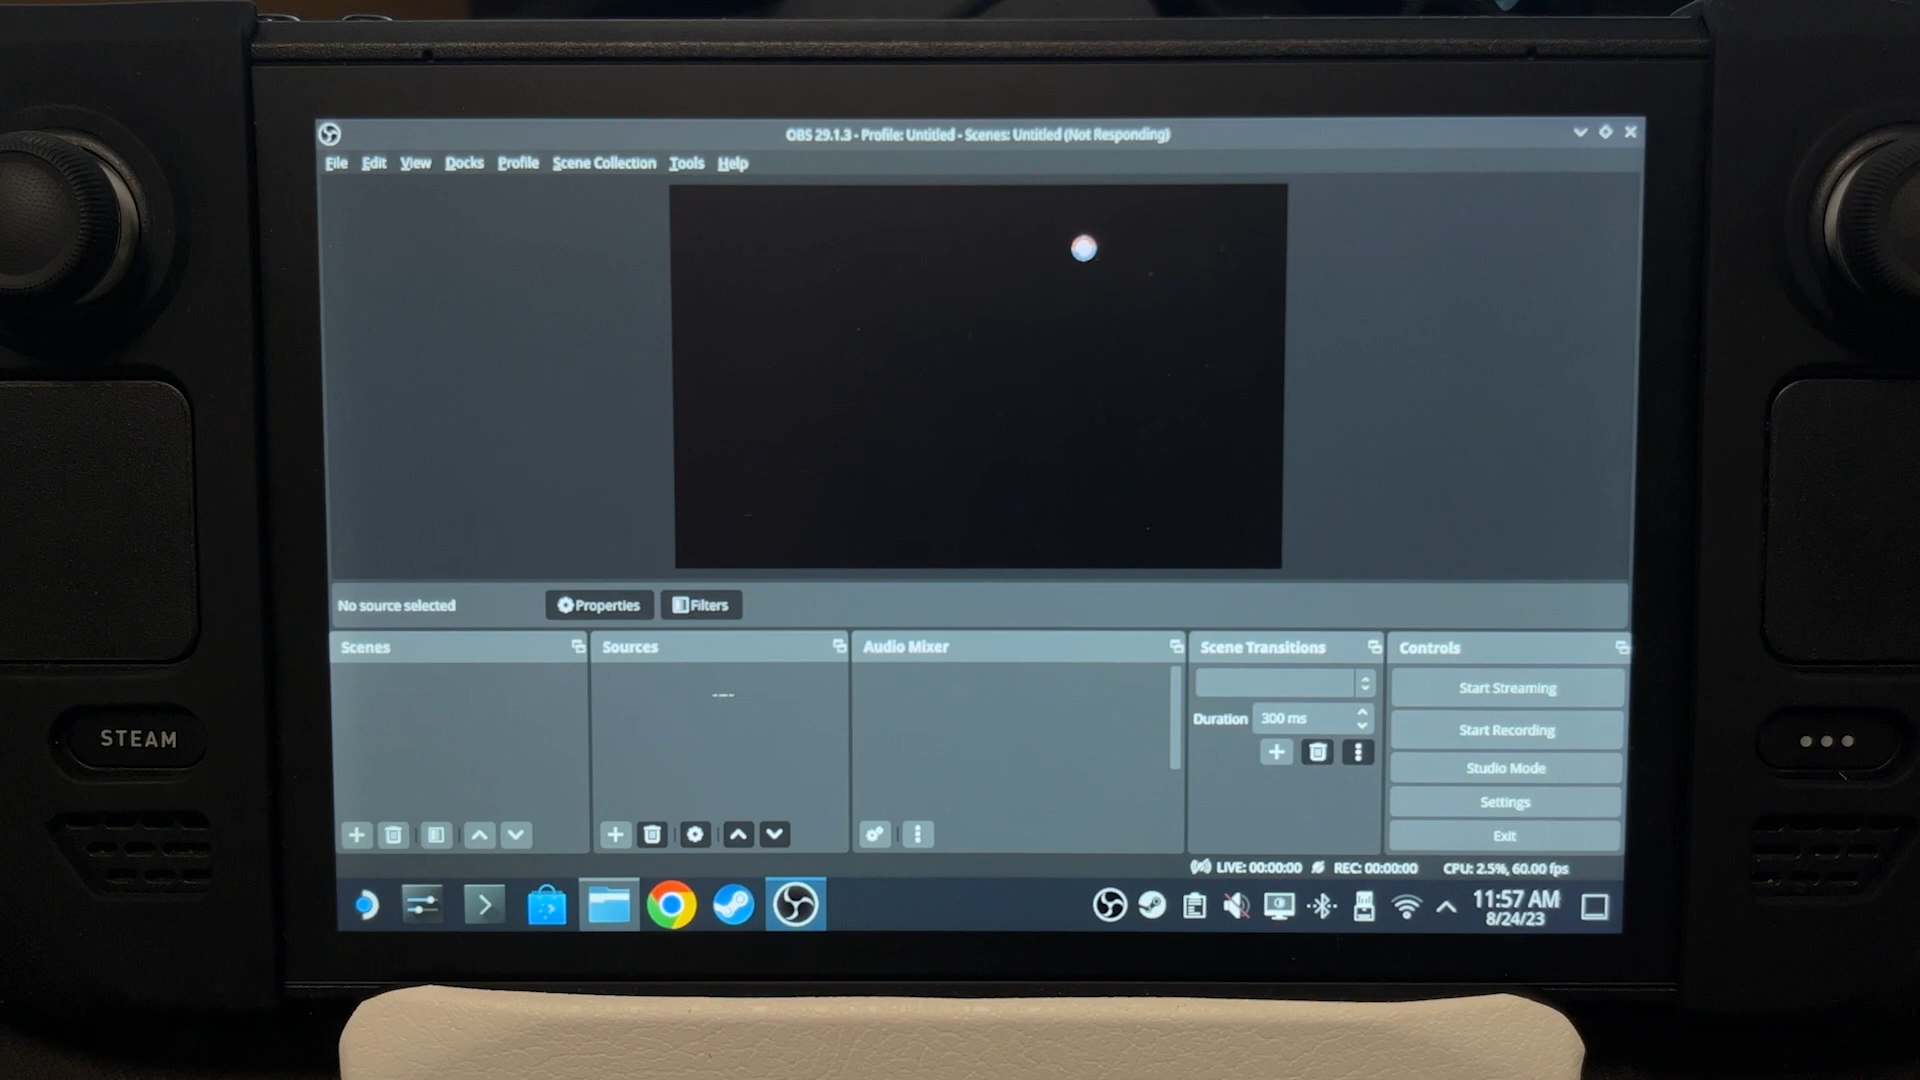 OBS 29.1.3 - Profile: Untitled - Scenes: Untitled (Not Responding)
File Edit View Docks Profile Scene Collection Tools Help
No source selected Properties Filters
Scenes Sources Audio Mixer Scene Transitions Controls
Start Streaming
Duration 300 ms
Start Recording
STEAM
Studio Mode
Settings
Exit
LIVE: 00:00:00 REC: 00:00:00 CPU: 2.5%, 60.00 fps
11:57 AM
8/24/23